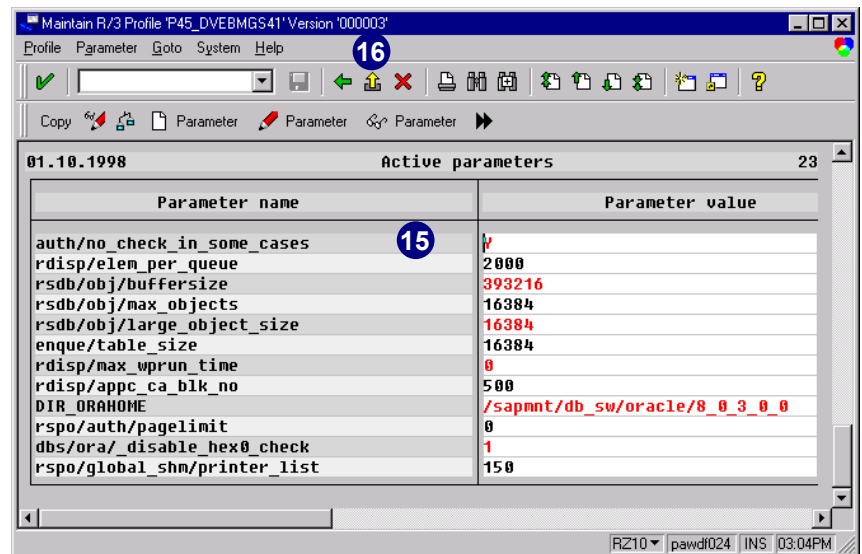 Maintain R/3 Profile 'P45_DVEBMGS41' Version '000003'
Profile Parameter Goto System Help
16
Copy Parameter Parameter Parameter
01.10.1998 Active parameters 23
Parameter name Parameter value
15
auth/no_check_in_some_cases Y
rdisp/elem_per_queue 2000
rsdb/obj/buffersize 393216
rsdb/obj/max_objects 16384
rsdb/obj/large_object_size 16384
enque/table_size 16384
rdisp/max_wprun_time 0
rdisp/appc_ca_blk_no 500
DIR_ORAHOME /sapmnt/db_sw/oracle/8_0_3_0_0
rspo/auth/pagelimit 0
dbs/ora/_disable_hex0_check 1
rspo/global_shm/printer_list 150
RZ10 pawdf024 INS 03:04PM